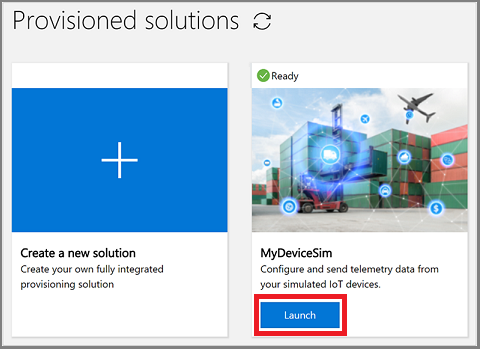 Provisioned solutions
Ready
Create a new solution
Create your own fully integrated
provisioning solution
MyDeviceSim
Configure and send telemetry data from
your simulated IoT devices.
Launch